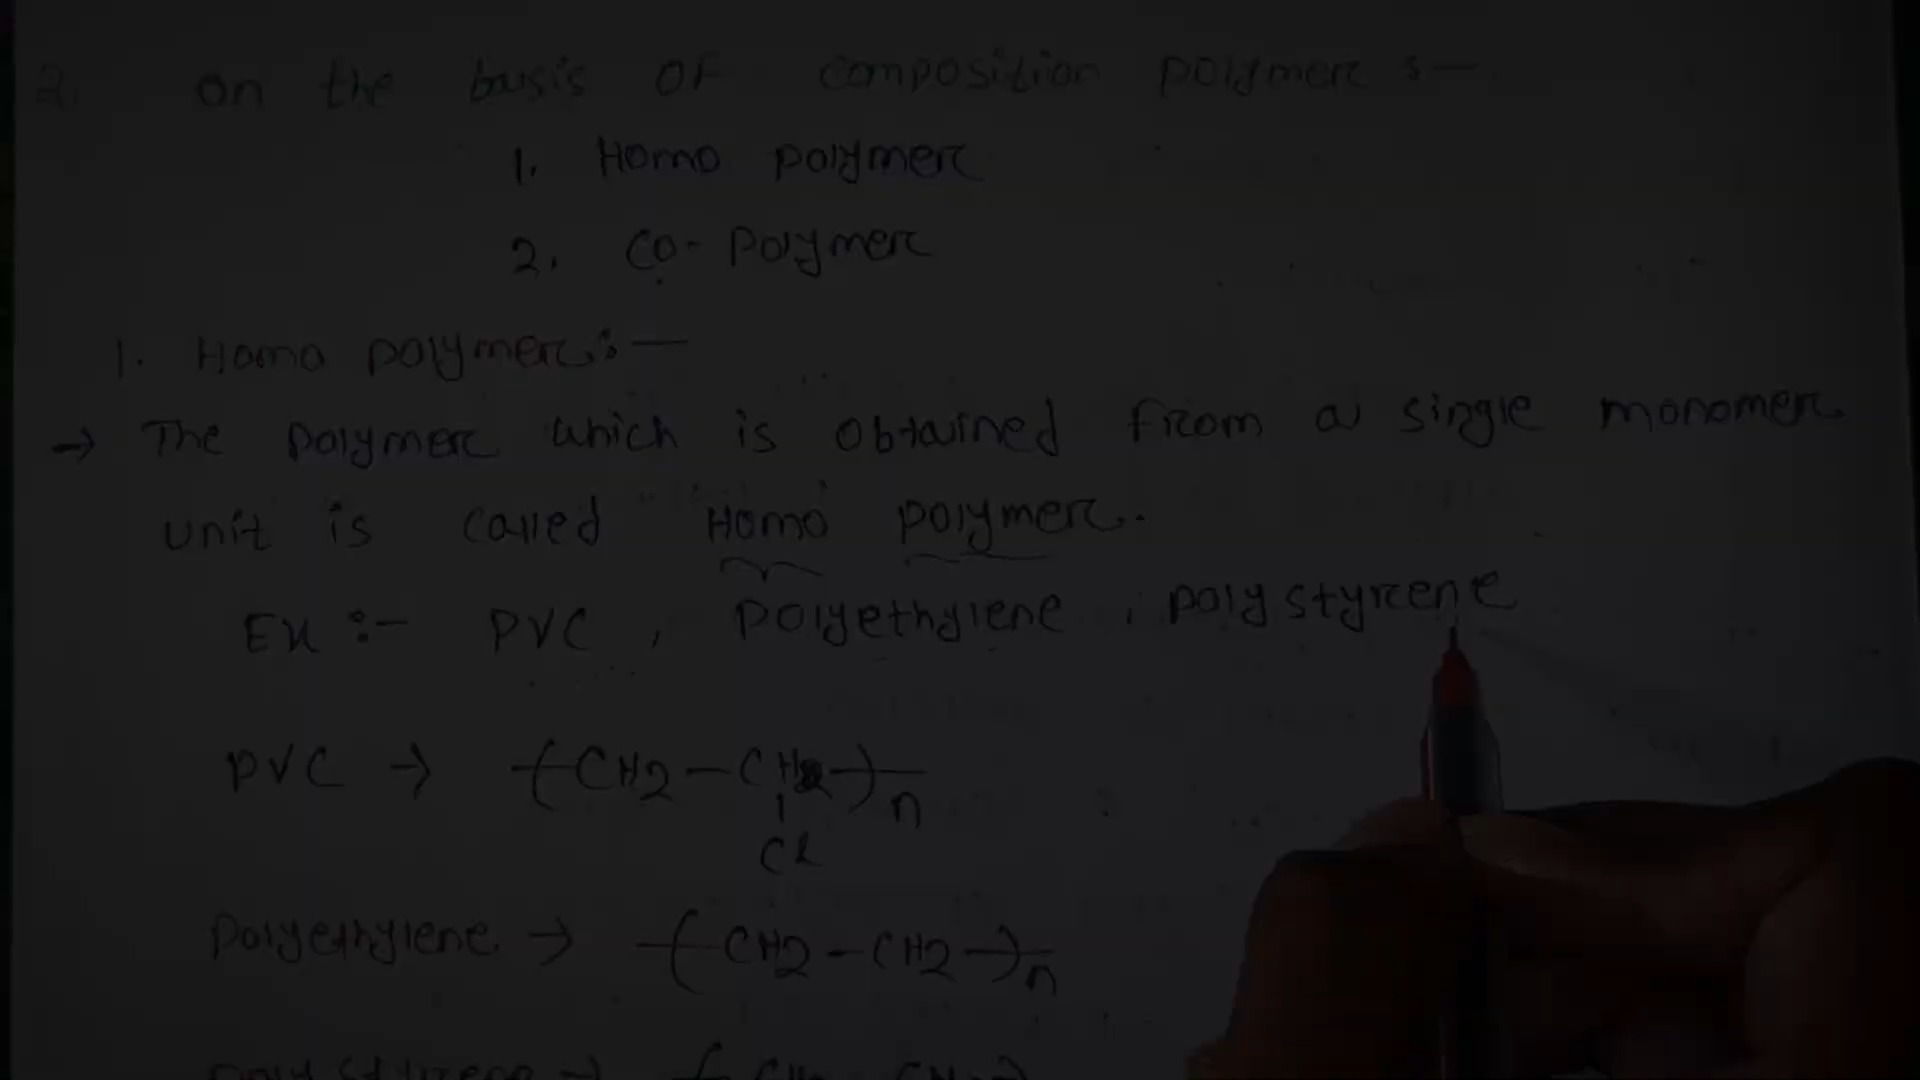 2. On the basis OF composition polymer :-
1. Homo polymer
2. Co-polymer
1. Homo polymer :-
→ The polymer which is obtained from a single monomer
unit is called Homo polymer.
Ex :- PVC, polyethylene, polystyrene
PVC → -(CH2-CH-)n
Cl
Polyethylene → -(CH2-CH2-)n
Polystyrene →